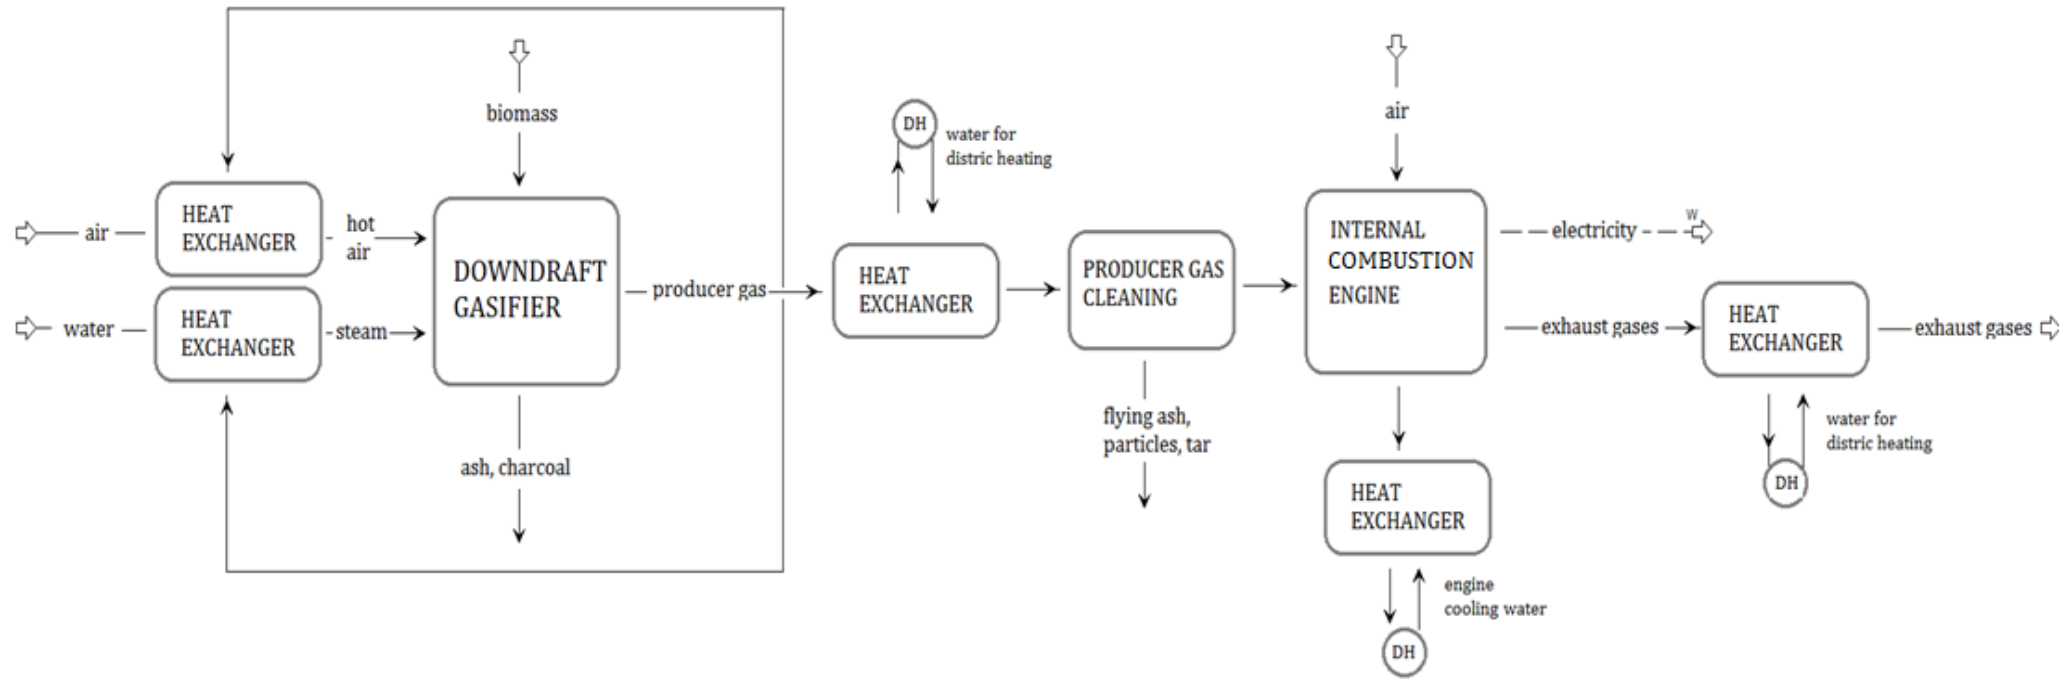 biomass
HEAT
EXCHANGER
air
hot
air
HEAT
EXCHANGER
water
steam
DOWNDRAFT
GASIFIER
ash, charcoal
producer gas
DH
water for
distric heating
HEAT
EXCHANGER
PRODUCER GAS
CLEANING
flying ash,
particles, tar
air
INTERNAL
COMBUSTION
ENGINE
electricity
W
exhaust gases
HEAT
EXCHANGER
exhaust gases
water for
distric heating
DH
HEAT
EXCHANGER
engine
cooling water
DH